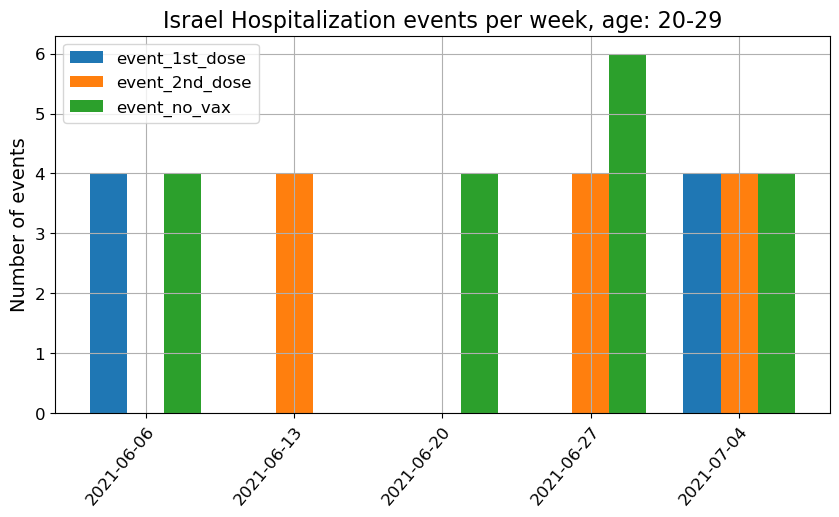 Israel Hospitalization events per week, age: 20-29
event_1st_dose
event_2nd_dose
event_no_vax
Number of events
6
5
4
3
2
1
0
2021-06-06
2021-06-13
2021-06-20
2021-06-27
2021-07-04